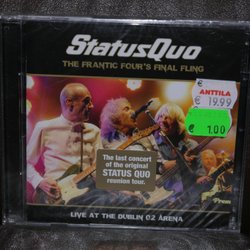 StatusQuo
THE FRANTIC FOUR'S FINAL FLING
€
ANTTILA
€ 19.99
€ 1.00
The last concert
of the original
STATUS QUO
reunion tour.
LIVE AT THE DUBLIN O2 ARENA